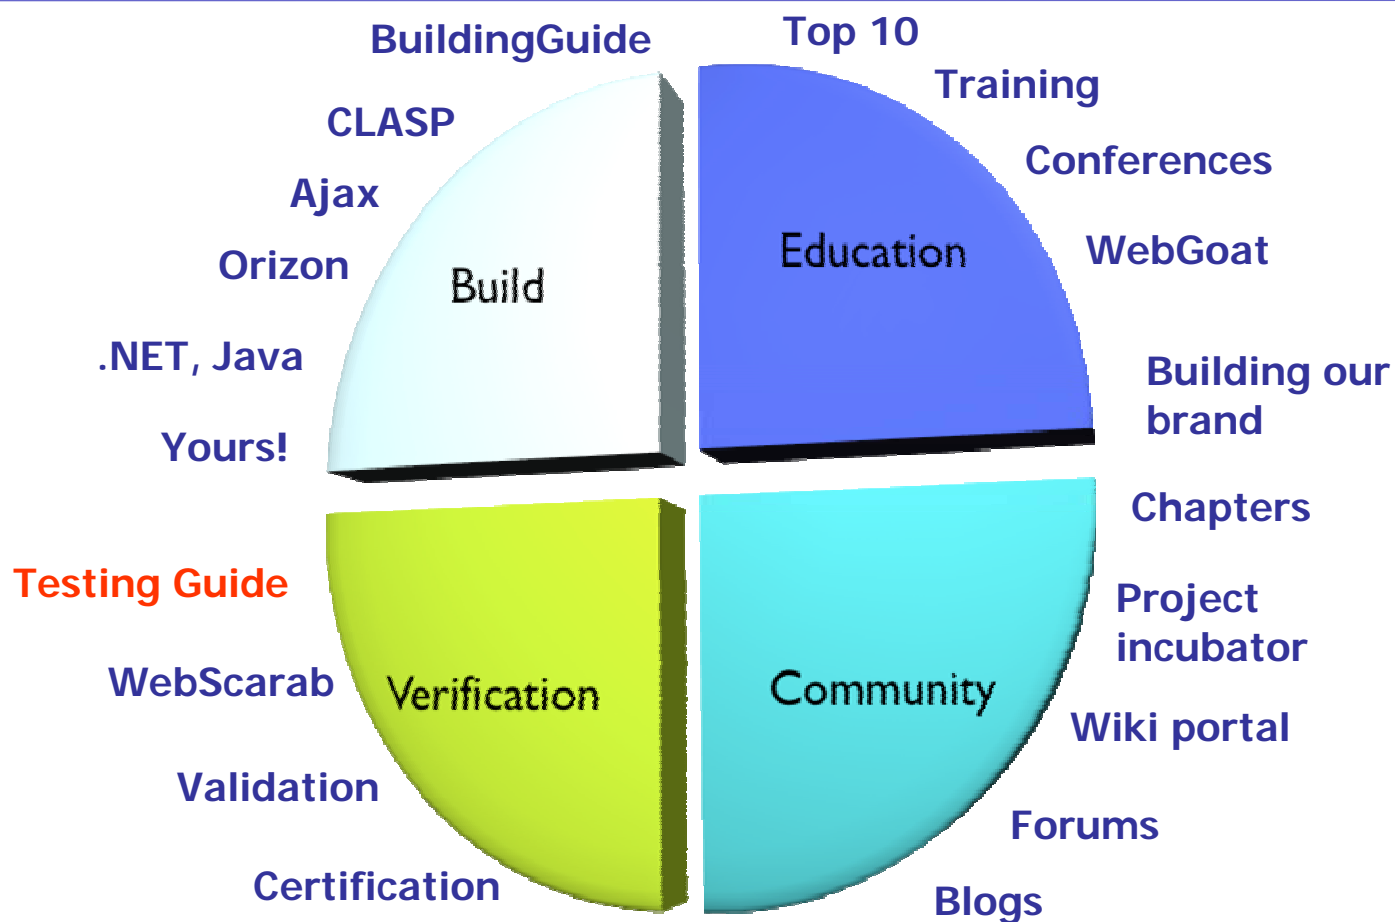 BuildingGuide
CLASP
Ajax
Orizon
.NET, Java
Yours!
Build
Top 10
Training
Conferences
WebGoat
Building our
brand
Education
Testing Guide
WebScarab
Validation
Certification
Verification
Chapters
Project
incubator
Wiki portal
Forums
Blogs
Community